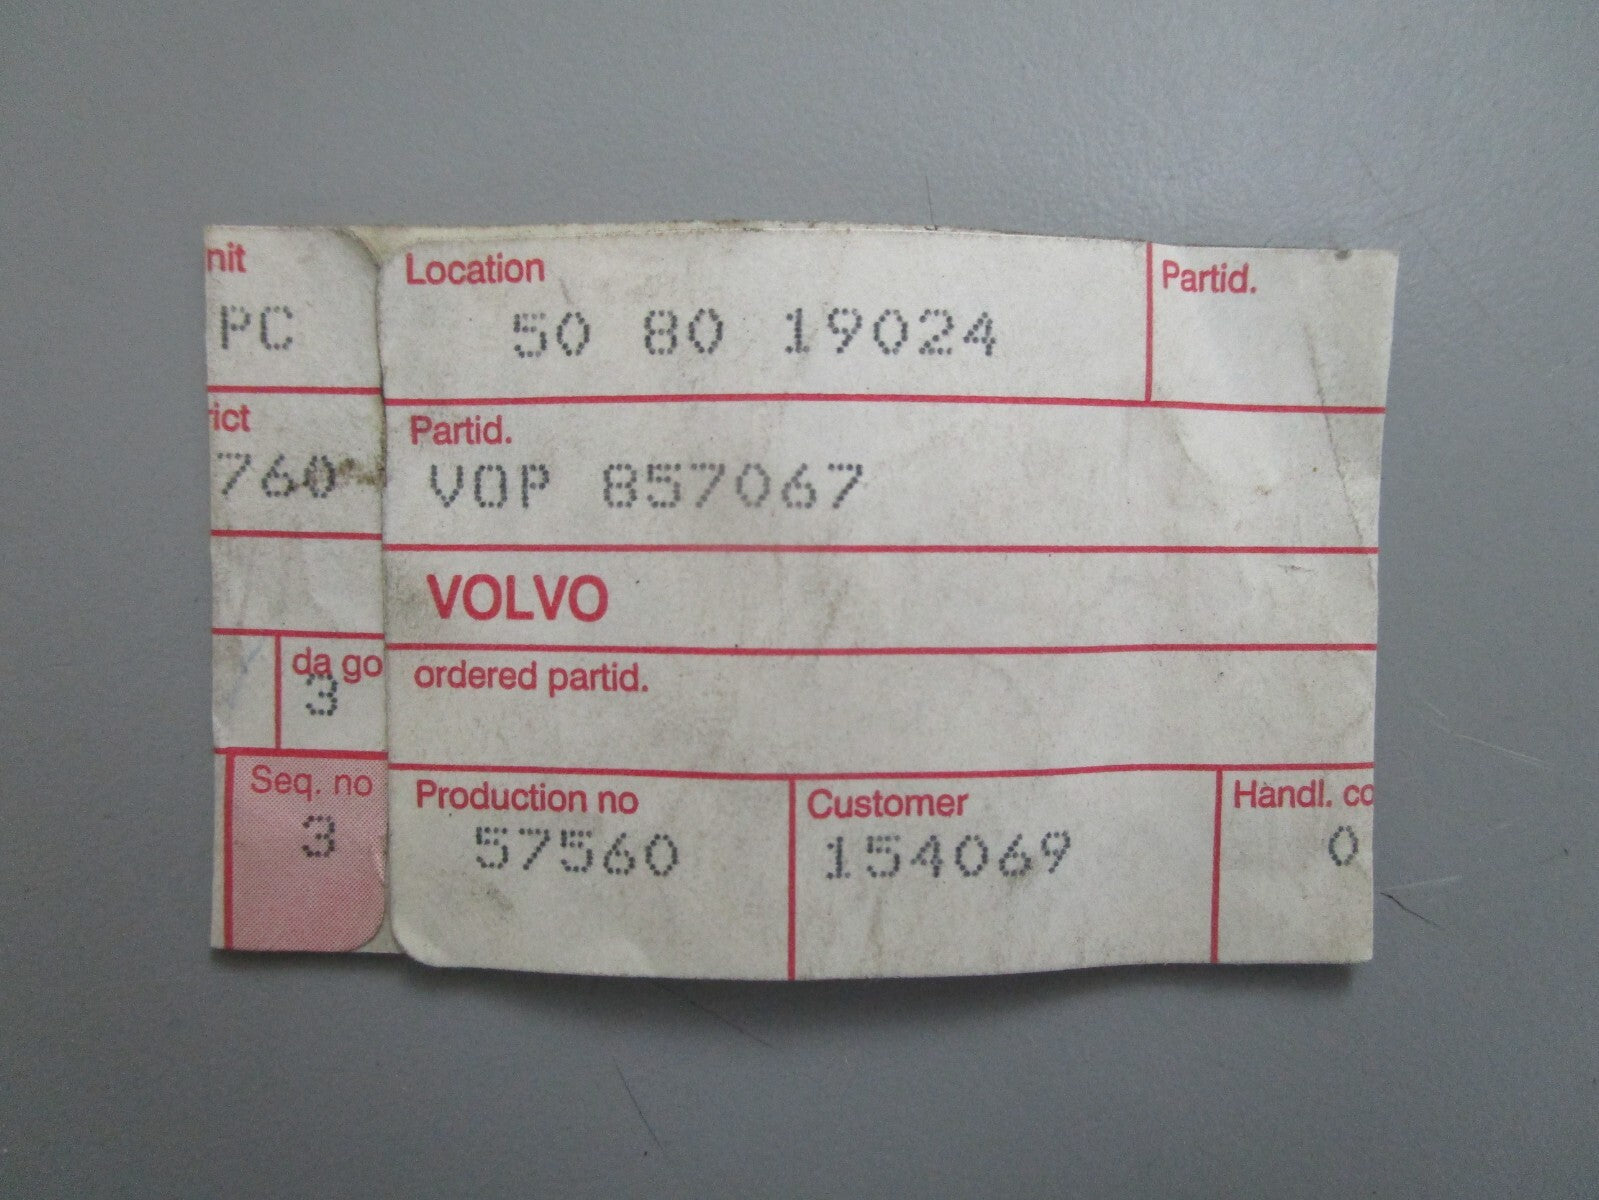 nit
PC
Location
50 80 19024
Partid.
ict
760
Partid.
VOP 857067
VOLVO
da go
3
ordered partid.
Seq. no
3
Production no
57560
Customer
154069
Handl. co
0